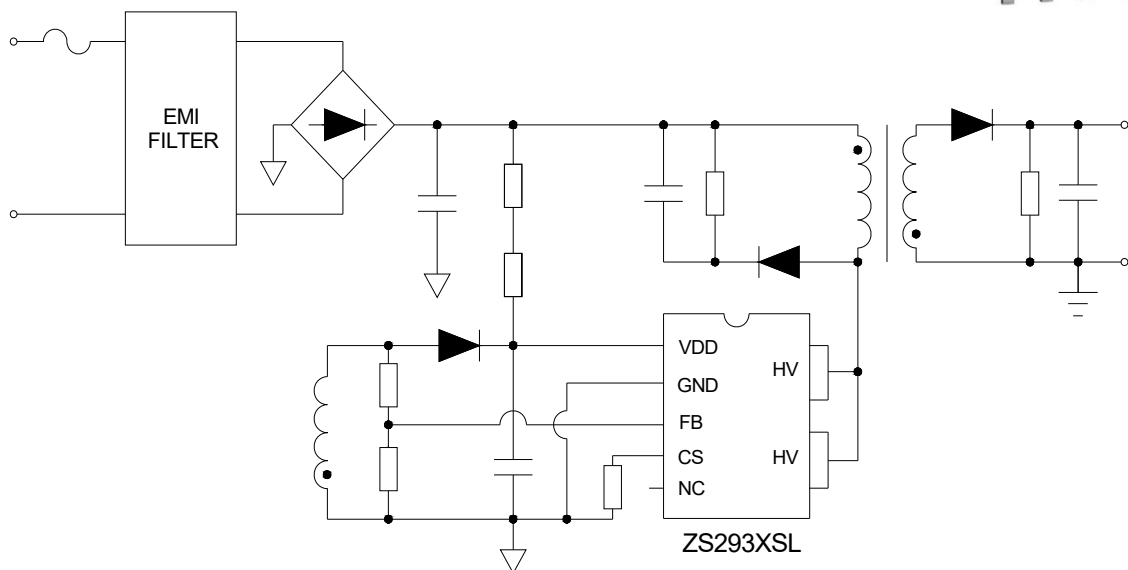 EMI
FILTER
VDD
GND
FB
CS
NC
HV
HV
ZS293XSL